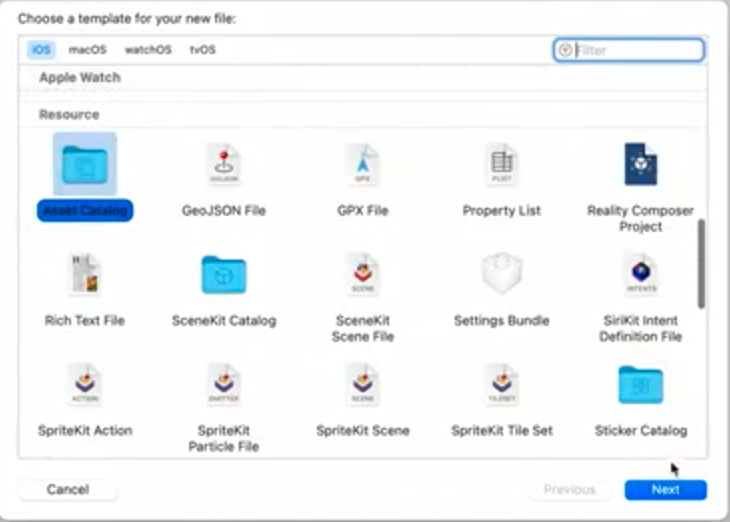 Choose a template for your new file:
iOS macOS watchOS tvOS Filter
Apple Watch
Resource
GEOJSON GPX PLIST
Asset Catalog GeoJSON File GPX File Property List Reality Composer
Project
SCENE INTENTS
Rich Text File SceneKit Catalog SceneKit Settings Bundle SiriKit Intent
Scene File Definition File
ACTION EMITTER SCENE TILESET
SpriteKit Action SpriteKit SpriteKit Scene SpriteKit Tile Set Sticker Catalog
Particle File
Cancel Previous Next